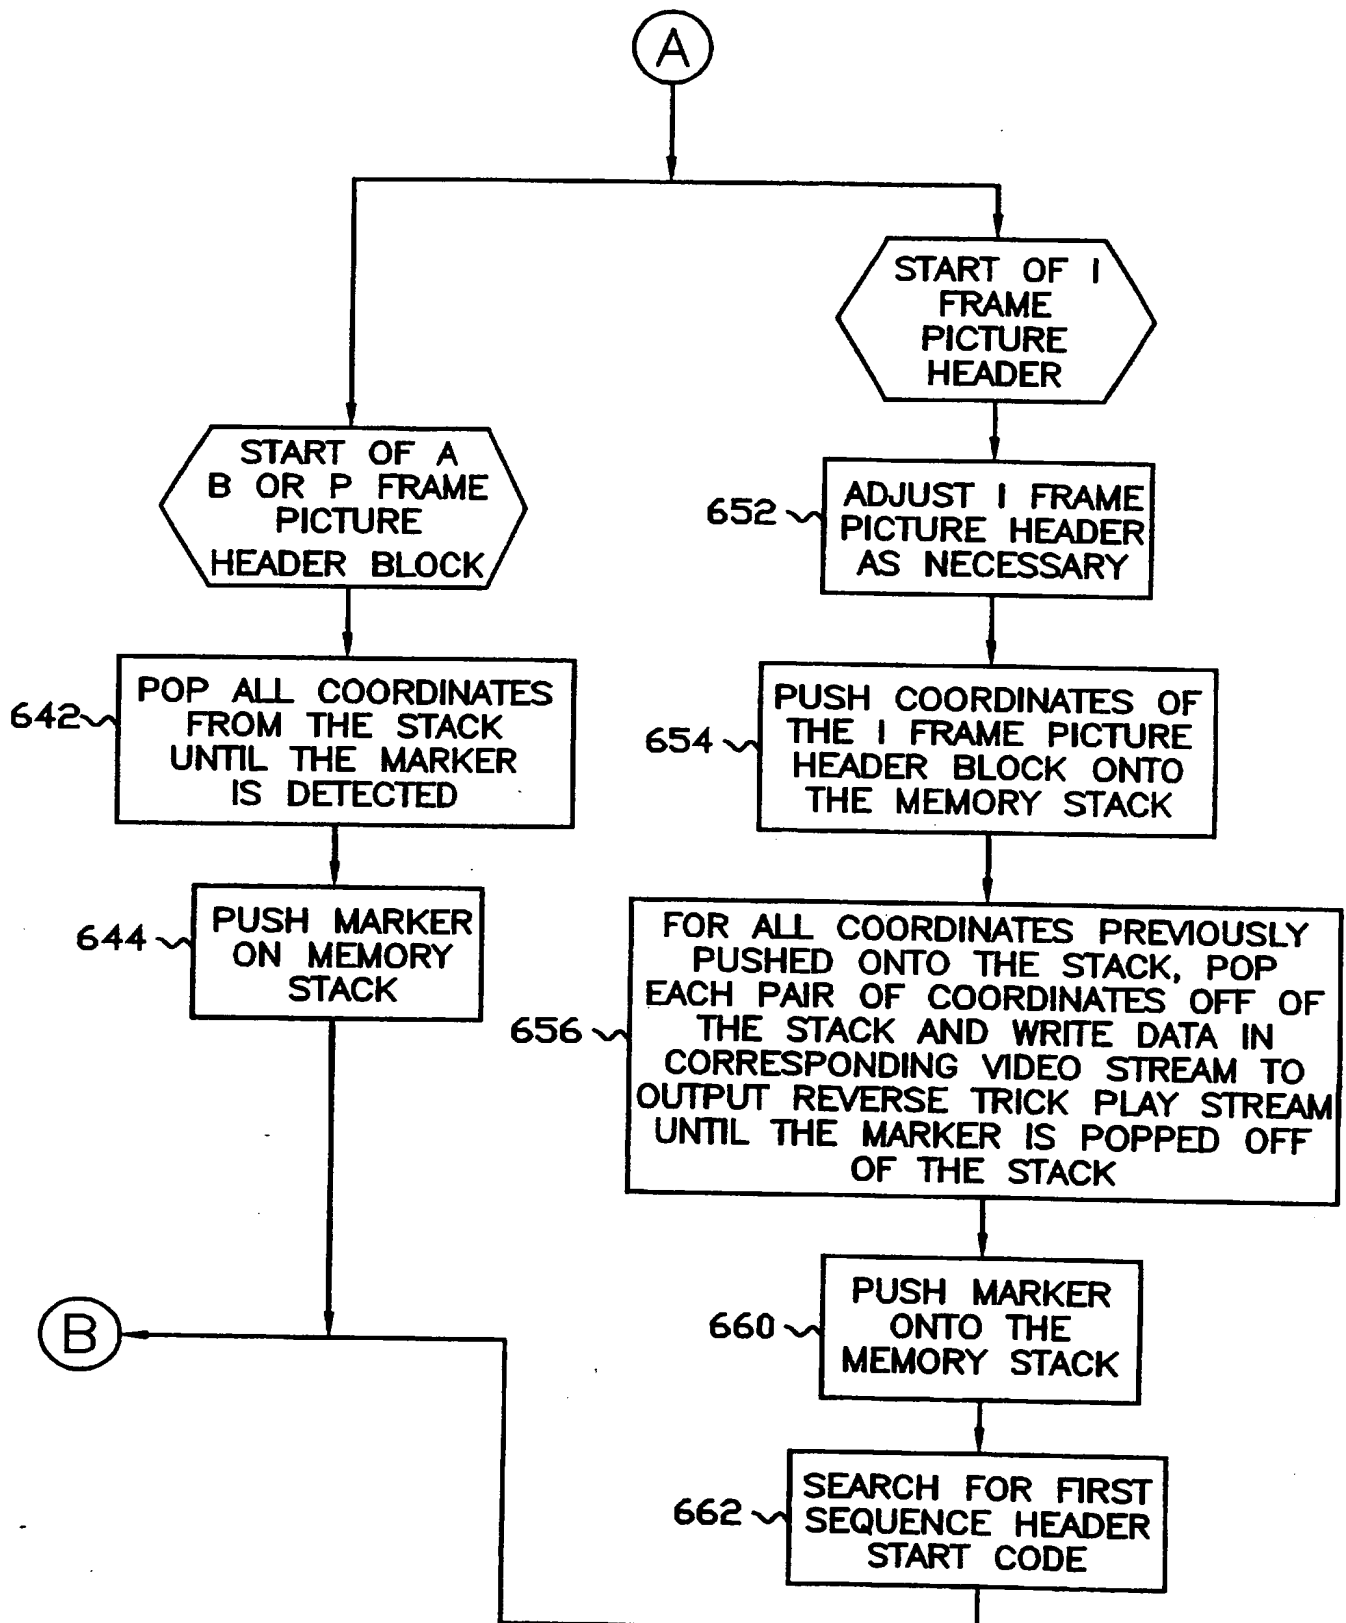 A
START OF I
FRAME
PICTURE
HEADER
START OF A
B OR P FRAME
PICTURE
HEADER BLOCK
652
ADJUST I FRAME
PICTURE HEADER
AS NECESSARY
642
POP ALL COORDINATES
FROM THE STACK
UNTIL THE MARKER
IS DETECTED
654
PUSH COORDINATES OF
THE I FRAME PICTURE
HEADER BLOCK ONTO
THE MEMORY STACK
644
PUSH MARKER
ON MEMORY
STACK
656
FOR ALL COORDINATES PREVIOUSLY
PUSHED ONTO THE STACK, POP
EACH PAIR OF COORDINATES OFF OF
THE STACK AND WRITE DATA IN
CORRESPONDING VIDEO STREAM TO
OUTPUT REVERSE TRICK PLAY STREAM
UNTIL THE MARKER IS POPPED OFF
OF THE STACK
B
660
PUSH MARKER
ONTO THE
MEMORY STACK
662
SEARCH FOR FIRST
SEQUENCE HEADER
START CODE